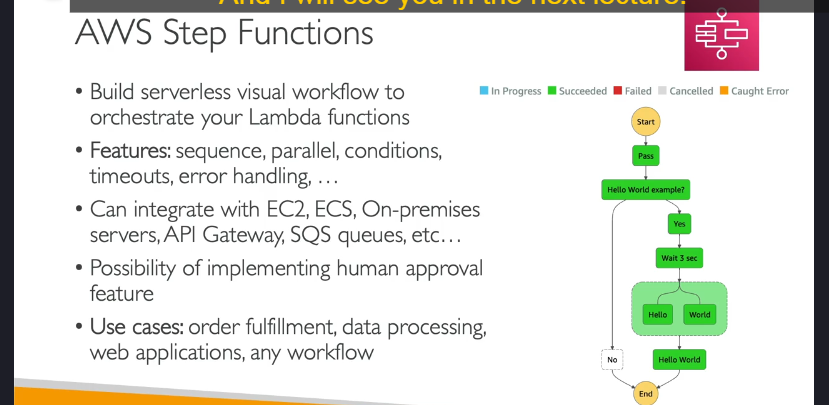 And I will see you in the next lecture.
AWS Step Functions
• Build serverless visual workflow to
orchestrate your Lambda functions
• Features: sequence, parallel, conditions,
timeouts, error handling, …
• Can integrate with EC2, ECS, On-premises
servers, API Gateway, SQS queues, etc…
• Possibility of implementing human approval
feature
• Use cases: order fulfillment, data processing,
web applications, any workflow
In Progress Succeeded Failed Cancelled Caught Error
Start
Pass
Hello World example?
Yes
Wait 3 sec
Hello World
No Hello World
End